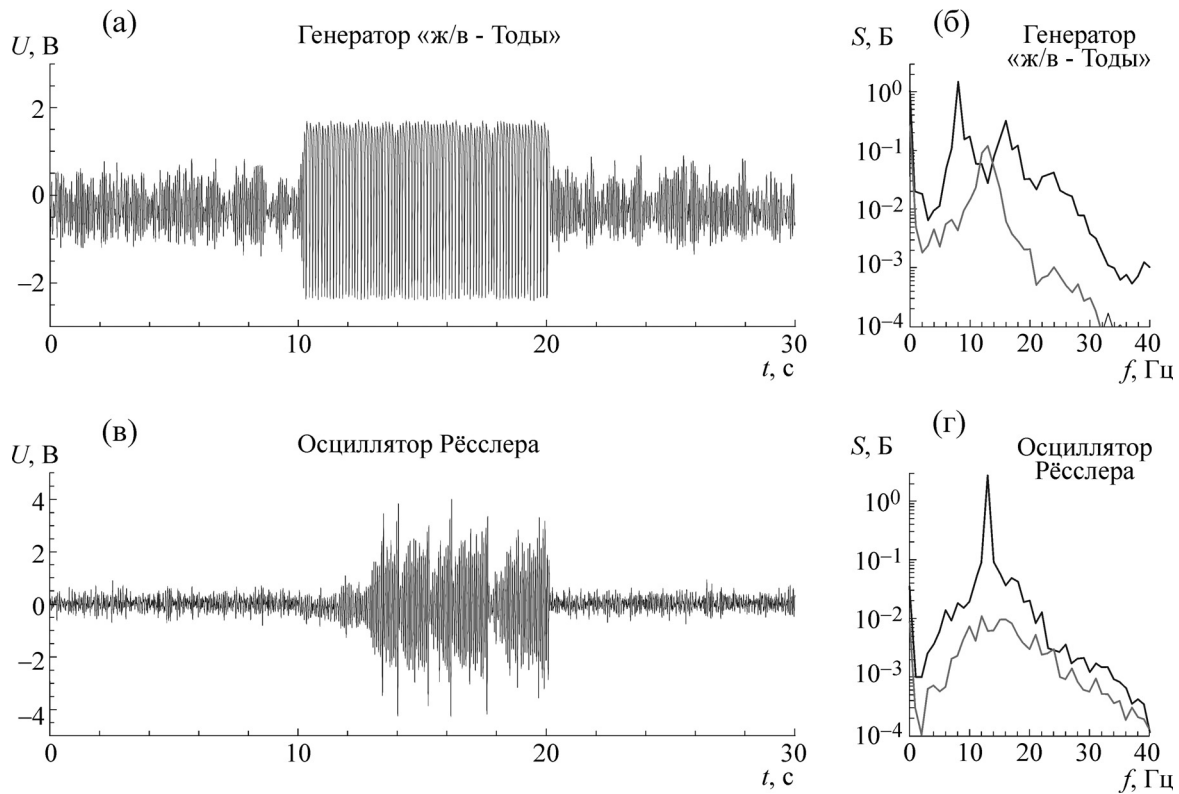 (а)
Генератор «ж/в - Тоды»
U, В
2
0
−2
0
10
20
30
t, с
(б)
S, Б
Генератор
«ж/в - Тоды»
10⁰
10⁻¹
10⁻²
10⁻³
10⁻⁴
0
10
20
30
40
f, Гц
(в)
Осциллятор Рёсслера
U, В
4
2
0
−2
−4
0
10
20
30
t, с
(г)
S, Б
Осциллятор
Рёсслера
10⁰
10⁻¹
10⁻²
10⁻³
10⁻⁴
0
10
20
30
40
f, Гц